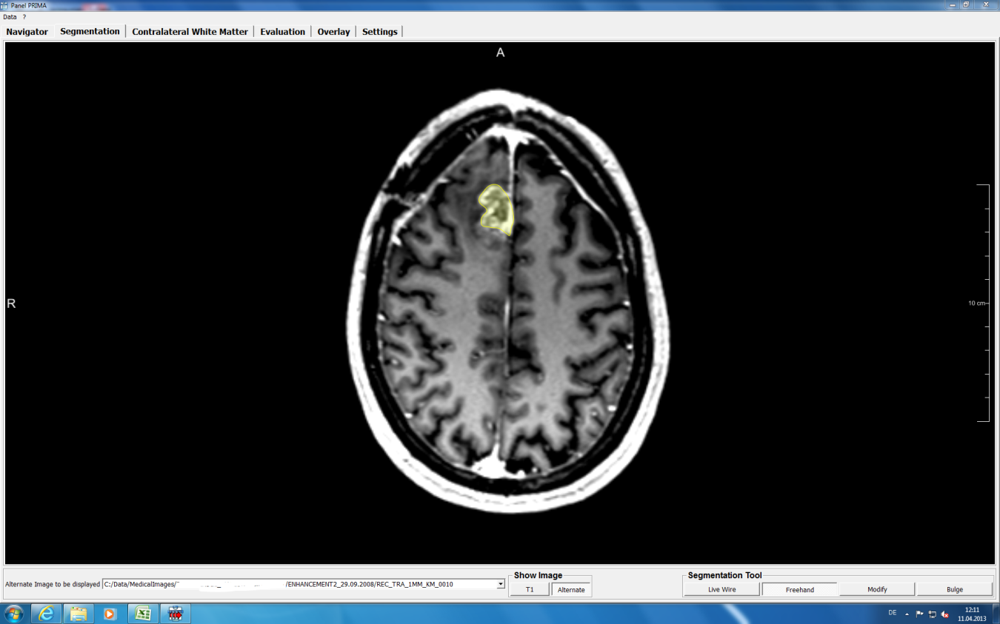 Panel PRIMA
Data ?
Navigator Segmentation Contralateral White Matter Evaluation Overlay Settings
A
R
10 cm
Alternate Image to be displayed C:/Data/MedicalImages/ /ENHANCEMENT2_29.09.2008/REC_TRA_1MM_KM_0010
Show Image
T1 Alternate
Segmentation Tool
Live Wire Freehand Modify Bulge
DE
12:11
11.04.2013